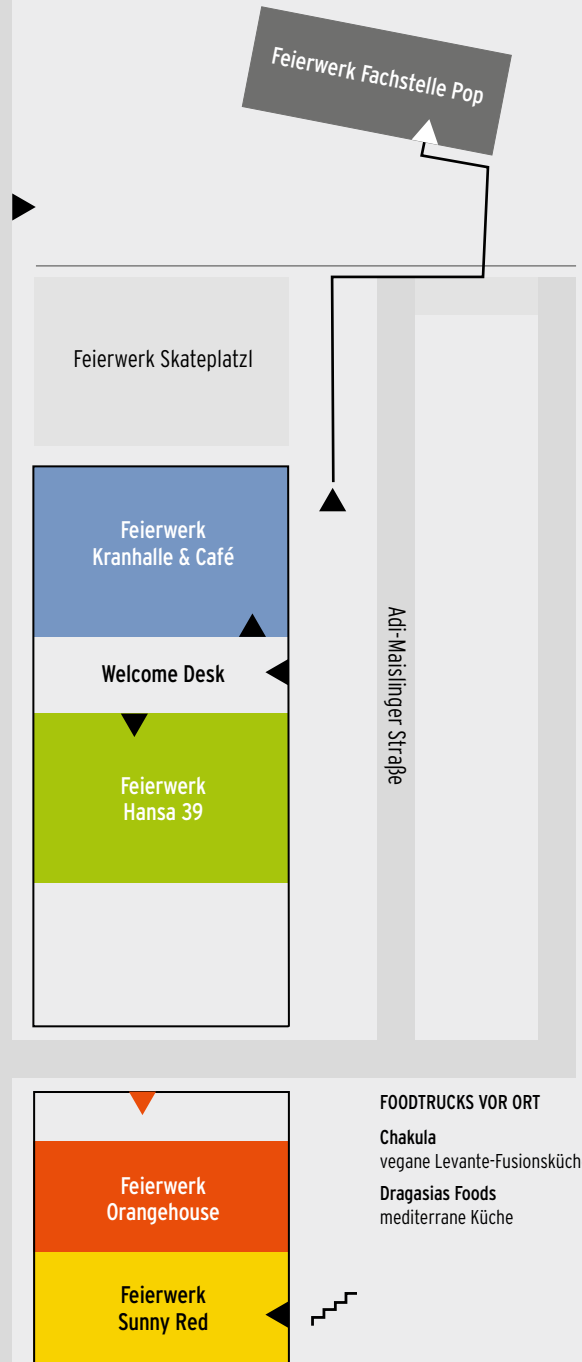 Feierwerk Fachstelle Pop
Feierwerk Skateplatzl
Feierwerk
Kranhalle & Café
Welcome Desk
Adi-Maislinger Straße
Feierwerk
Hansa 39
FOODTRUCKS VOR ORT
Chakula
vegane Levante-Fusionsküch
Dragasias Foods
mediterrane Küche
Feierwerk
Orangehouse
Feierwerk
Sunny Red